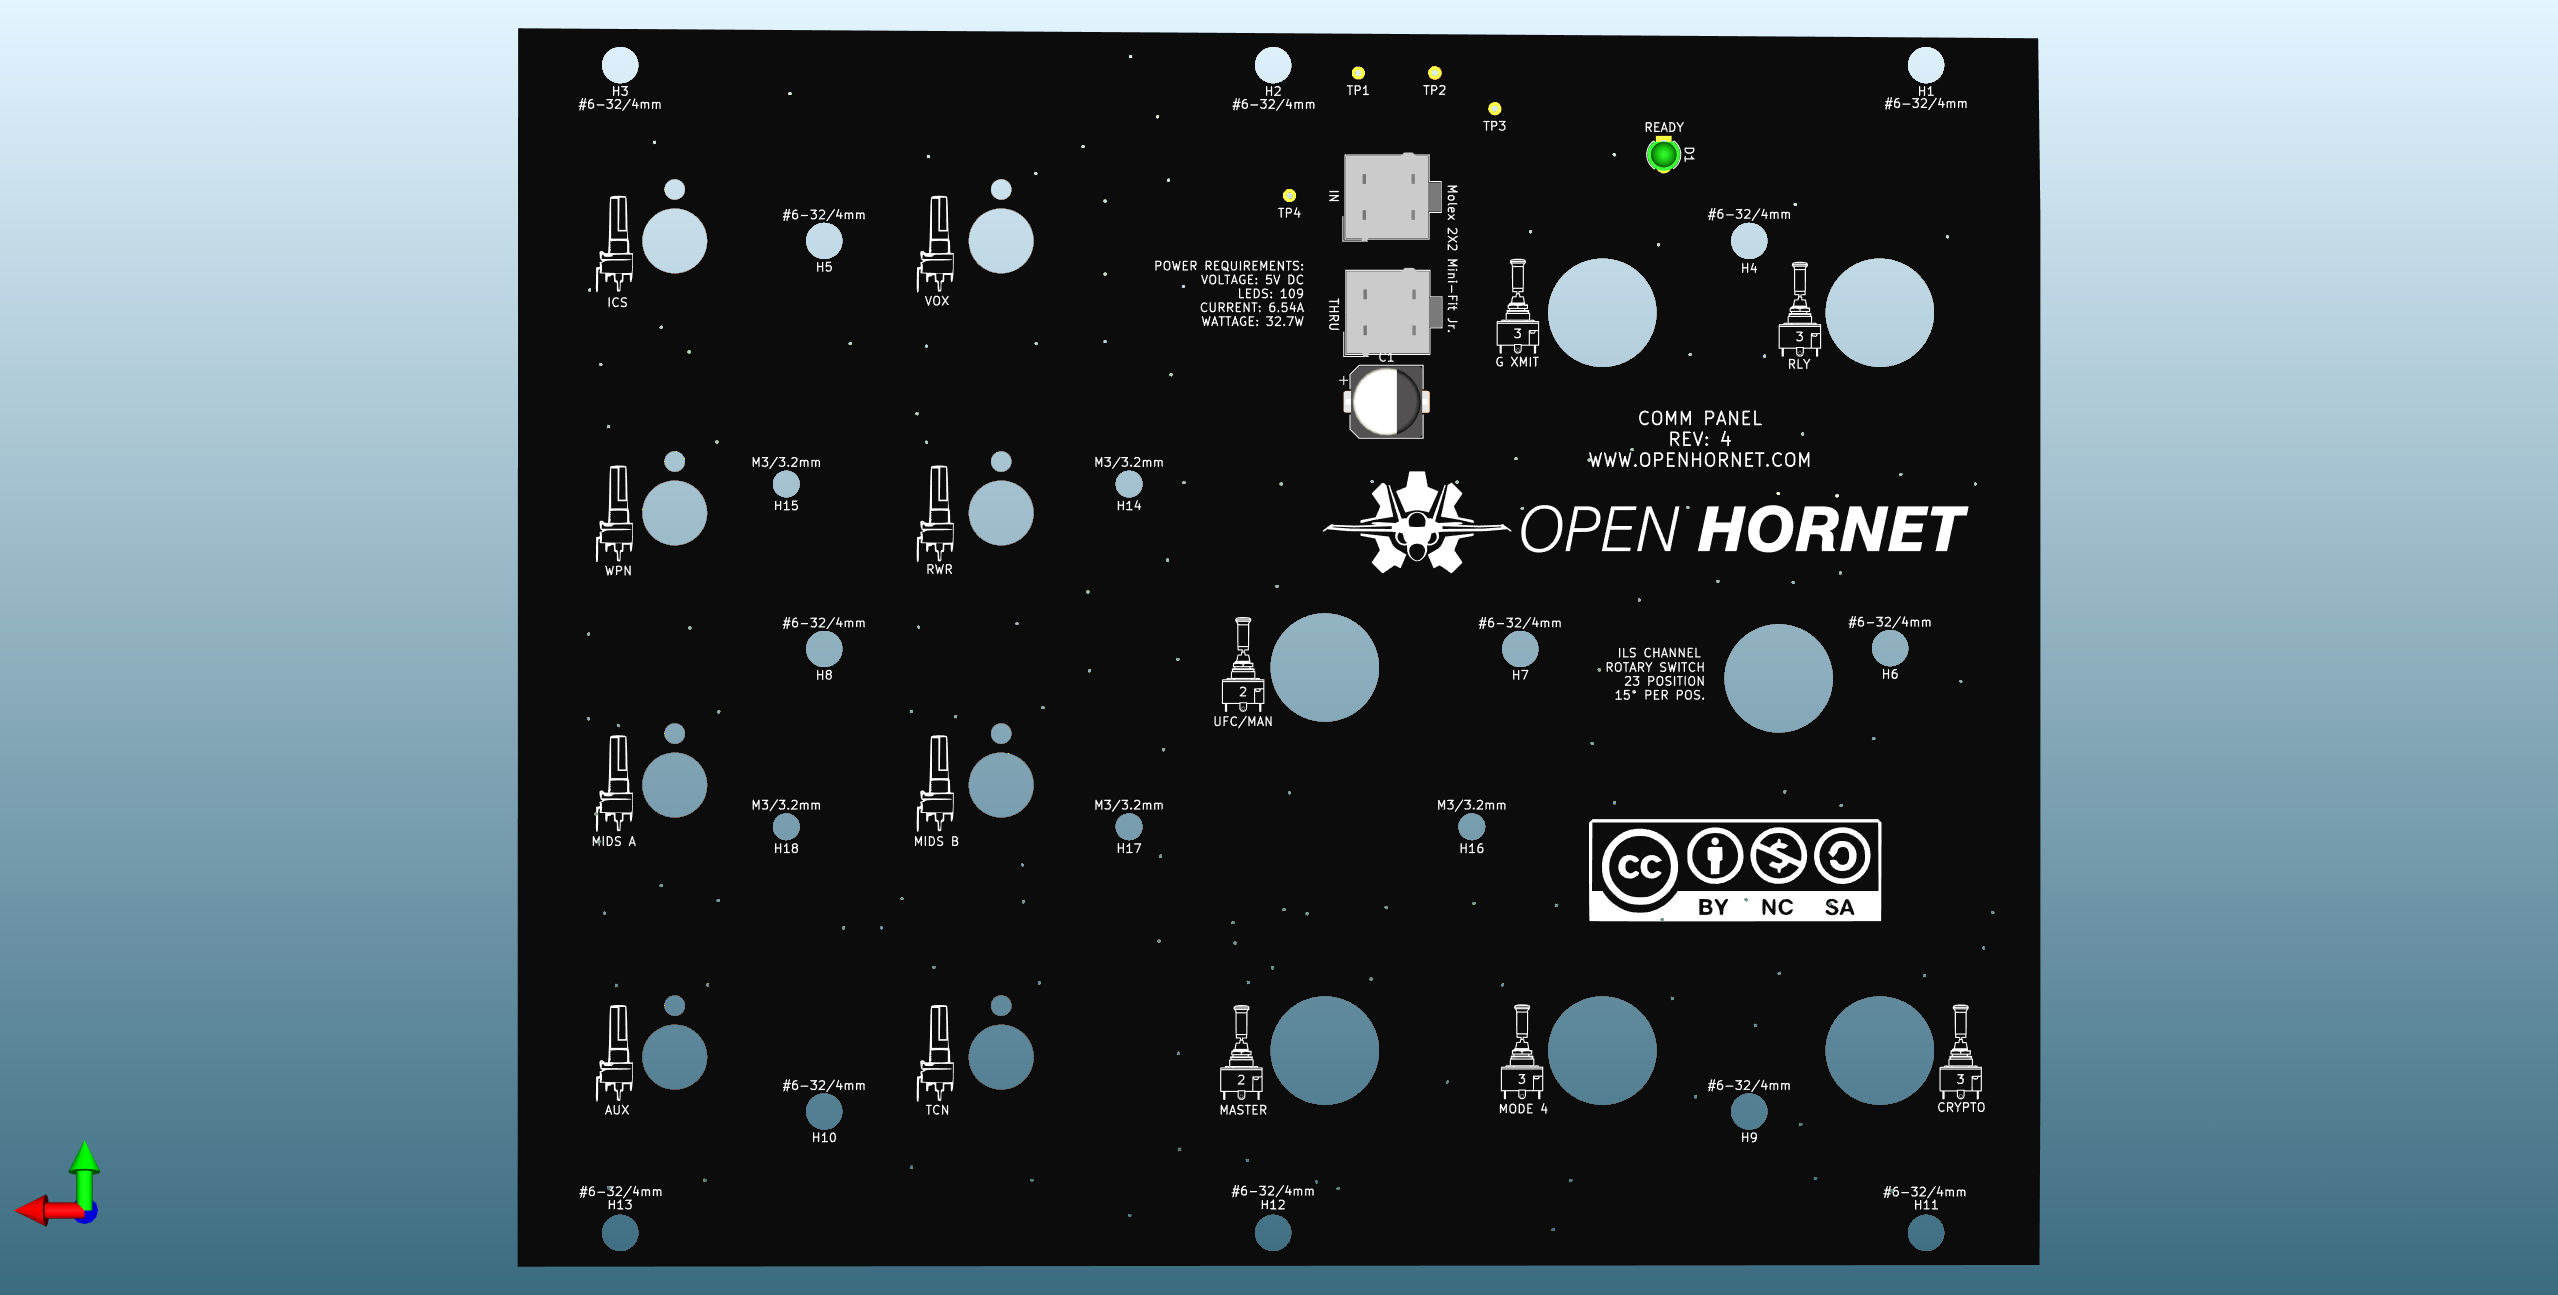 H3
#6-32/4mm
H2
#6-32/4mm
TP1
TP2
TP3
H1
#6-32/4mm
READY
D1
ICS
#6-32/4mm
H5
VOX
TP4
IN
Molex 2X2 Mini-Fit Jr.
THRU
POWER REQUIREMENTS:
VOLTAGE: 5V DC
LEDS: 109
CURRENT: 6.54A
WATTAGE: 32.7W
C1
+
3
G XMIT
#6-32/4mm
H4
3
RLY
COMM PANEL
REV: 4
WWW.OPENHORNET.COM
OPEN HORNET
WPN
M3/3.2mm
H15
RWR
M3/3.2mm
H14
#6-32/4mm
H8
2
UFC/MAN
#6-32/4mm
H7
ILS CHANNEL
ROTARY SWITCH
23 POSITION
15° PER POS.
#6-32/4mm
H6
MIDS A
M3/3.2mm
H18
MIDS B
M3/3.2mm
H17
M3/3.2mm
H16
cc
BY NC SA
AUX
#6-32/4mm
H10
TCN
2
MASTER
3
MODE 4
#6-32/4mm
H9
3
CRYPTO
#6-32/4mm
H13
#6-32/4mm
H12
#6-32/4mm
H11